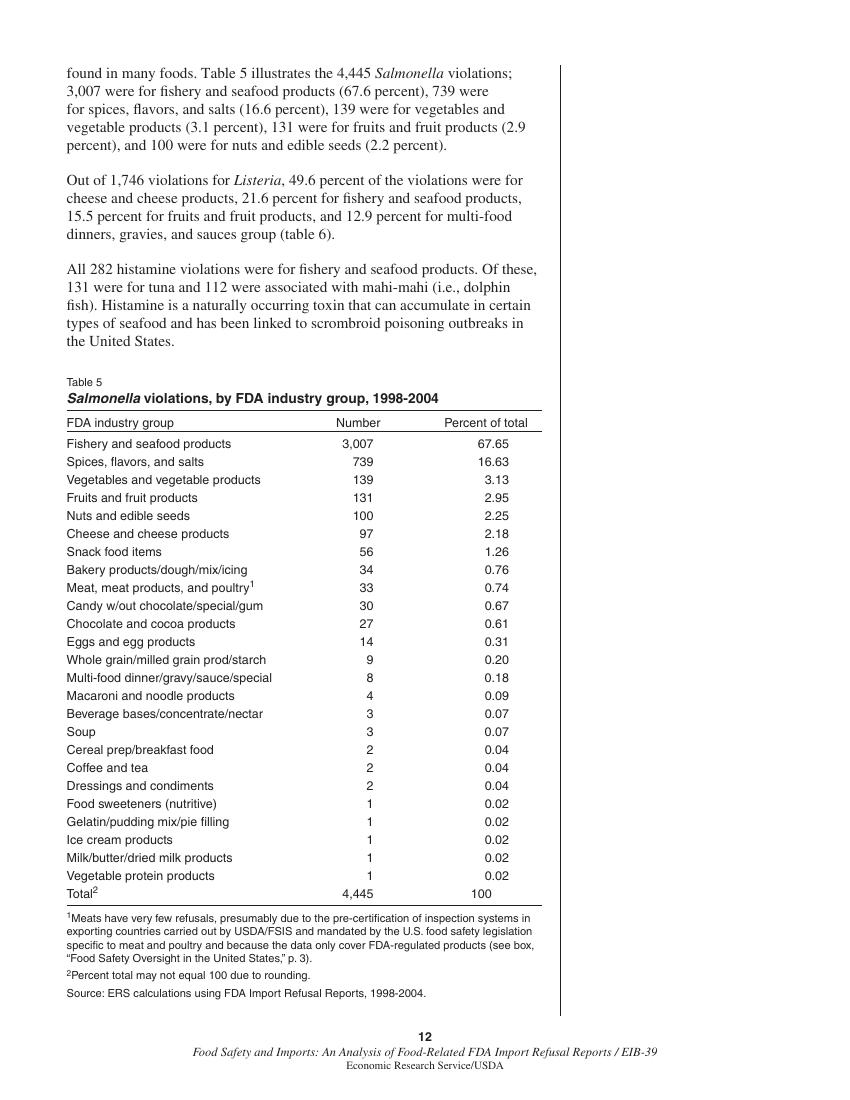 found in many foods. Table 5 illustrates the 4,445 Salmonella violations;
3,007 were for fishery and seafood products (67.6 percent), 739 were
for spices, flavors, and salts (16.6 percent), 139 were for vegetables and
vegetable products (3.1 percent), 131 were for fruits and fruit products (2.9
percent), and 100 were for nuts and edible seeds (2.2 percent).
Out of 1,746 violations for Listeria, 49.6 percent of the violations were for
cheese and cheese products, 21.6 percent for fishery and seafood products,
15.5 percent for fruits and fruit products, and 12.9 percent for multi-food
dinners, gravies, and sauces group (table 6).
All 282 histamine violations were for fishery and seafood products. Of these,
131 were for tuna and 112 were associated with mahi-mahi (i.e., dolphin
fish). Histamine is a naturally occurring toxin that can accumulate in certain
types of seafood and has been linked to scrombroid poisoning outbreaks in
the United States.
Table 5
Salmonella violations, by FDA industry group, 1998-2004
FDA industry group Number Percent of total
Fishery and seafood products 3,007 67.65
Spices, flavors, and salts 739 16.63
Vegetables and vegetable products 139 3.13
Fruits and fruit products 131 2.95
Nuts and edible seeds 100 2.25
Cheese and cheese products 97 2.18
Snack food items 56 1.26
Bakery products/dough/mix/icing 34 0.76
Meat, meat products, and poultry1 33 0.74
Candy w/out chocolate/special/gum 30 0.67
Chocolate and cocoa products 27 0.61
Eggs and egg products 14 0.31
Whole grain/milled grain prod/starch 9 0.20
Multi-food dinner/gravy/sauce/special 8 0.18
Macaroni and noodle products 4 0.09
Beverage bases/concentrate/nectar 3 0.07
Soup 3 0.07
Cereal prep/breakfast food 2 0.04
Coffee and tea 2 0.04
Dressings and condiments 2 0.04
Food sweeteners (nutritive) 1 0.02
Gelatin/pudding mix/pie filling 1 0.02
Ice cream products 1 0.02
Milk/butter/dried milk products 1 0.02
Vegetable protein products 1 0.02
Total2 4,445 100
1Meats have very few refusals, presumably due to the pre-certification of inspection systems in
exporting countries carried out by USDA/FSIS and mandated by the U.S. food safety legislation
specific to meat and poultry and because the data only cover FDA-regulated products (see box,
“Food Safety Oversight in the United States,” p. 3).
2Percent total may not equal 100 due to rounding.
Source: ERS calculations using FDA Import Refusal Reports, 1998-2004.
12
Food Safety and Imports: An Analysis of Food-Related FDA Import Refusal Reports / EIB-39
Economic Research Service/USDA